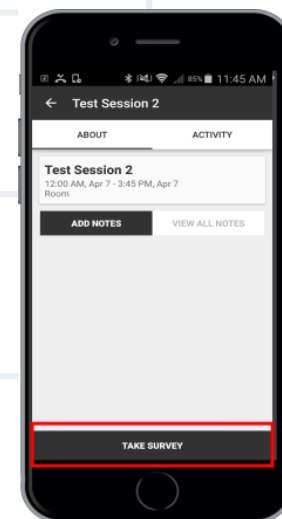 85% 11:45 AM
← Test Session 2
ABOUT ACTIVITY
Test Session 2
12:00 AM, Apr 7 - 3:45 PM, Apr 7
Room
ADD NOTES VIEW ALL NOTES
TAKE SURVEY